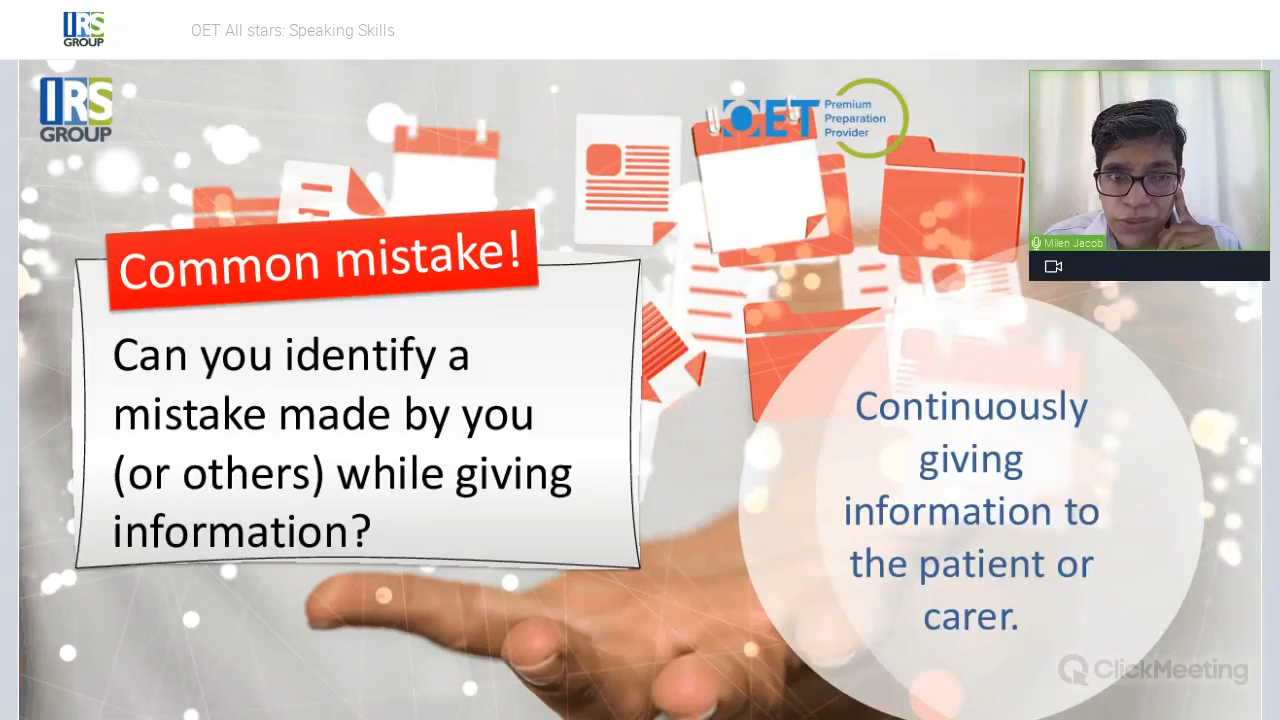 IRS
GROUP
OET All stars: Speaking Skills
IRS
GROUP
OET
Premium
Preparation
Provider
Milen Jacob
Common mistake!
Can you identify a
mistake made by you
(or others) while giving
information?
Continuously
giving
information to
the patient or
carer.
ClickMeeting